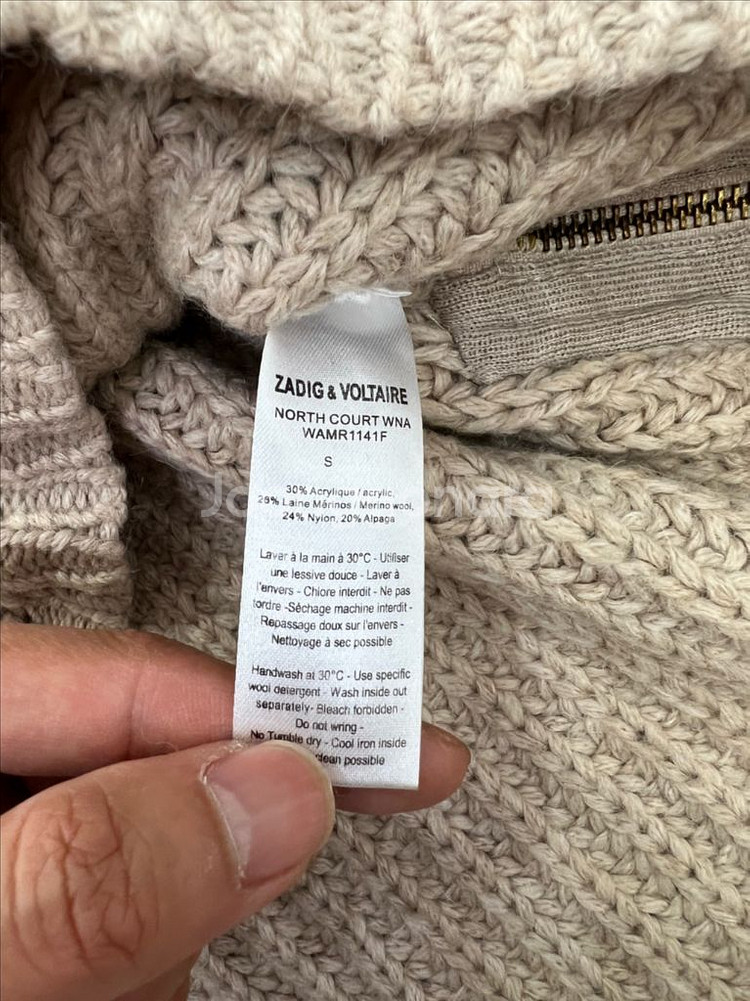 ZADIG & VOLTAIRE
NORTH COURT WNA
WAMR1141F
S
30% Acrylique / acrylic,
26% Laine Mérinos / Merino wool,
24% Nylon, 20% Alpaga
Laver à la main à 30°C - Utiliser
une lessive douce - Laver à
l'envers - Chlore interdit - Ne pas
tordre -Séchage machine interdit -
Repassage doux sur l'envers -
Nettoyage à sec possible
Handwash at 30°C - Use specific
wool detergent - Wash inside out
separately- Bleach forbidden -
Do not wring -
No Tumble dry - Cool iron inside
clean possible